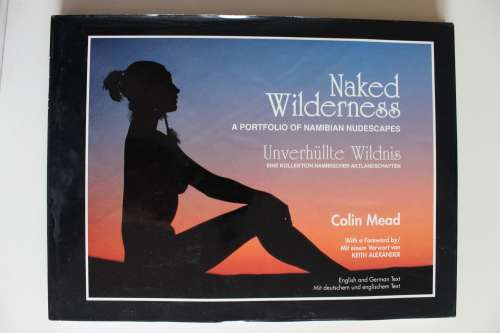 Naked
Wilderness
A PORTFOLIO OF NAMIBIAN NUDESCAPES
Unverhüllte Wildnis
EINE KOLLEKTION NAMIBISCHER AKTLANDSCHAFTEN
Colin Mead
With a Foreword by/
Mit einem Vorwort von
KEITH ALEXANDER
English and German Text
Mit deutschem und englischem Text